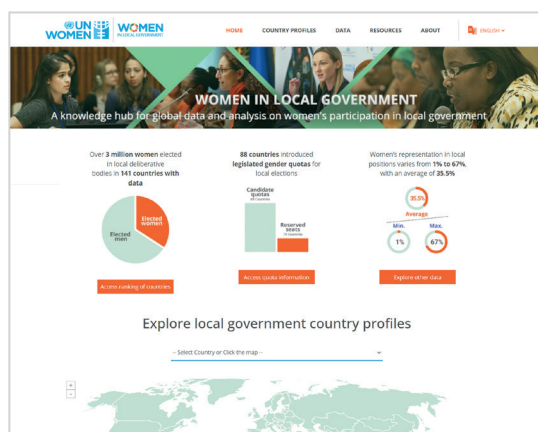 UN WOMEN
WOMEN
IN LOCAL GOVERNMENT
HOME COUNTRY PROFILES DATA RESOURCES ABOUT ENGLISH
WOMEN IN LOCAL GOVERNMENT
A knowledge hub for global data and analysis on women's participation in local government
Over 3 million women elected
in local deliberative
bodies in 141 countries with
data
Elected
women
Elected
men
Access ranking of countries
88 countries introduced
legislated gender quotas for
local elections
Candidate
quotas
Reserved
seats
Access quota information
Women's representation in local
positions varies from 1% to 67%,
with an average of 35.5%
35.5%
Average
Min. Max.
1% 67%
Explore other data
Explore local government country profiles
-- Select Country or Click the map --
+
-